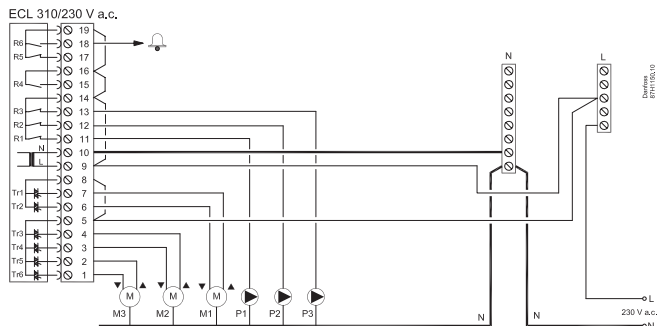 ECL 310/230 V a.c.
19
R6 18
R5 17
16
R4 15
14
R3 13
R2 12
R1 11
N 10
L 9
8
Tr1 7
Tr2 6
5
Tr3 4
Tr4 3
Tr5 2
Tr6 1
N
L
Danfoss
87H1150.10
M M M
M3 M2 M1 P1 P2 P3
N N
L
230 V a.c.
N